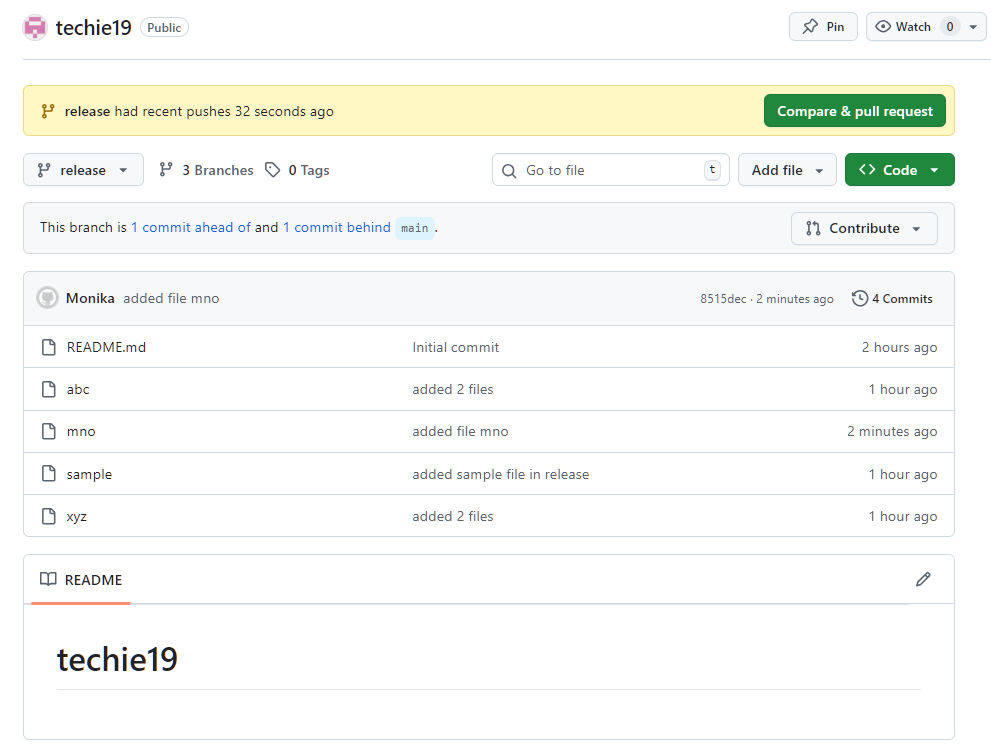 techie19 Public Pin Watch 0
release had recent pushes 32 seconds ago Compare & pull request
release 3 Branches 0 Tags Go to file t Add file <> Code
This branch is 1 commit ahead of and 1 commit behind main . Contribute
Monika added file mno 8515dec · 2 minutes ago 4 Commits
README.md Initial commit 2 hours ago
abc added 2 files 1 hour ago
mno added file mno 2 minutes ago
sample added sample file in release 1 hour ago
xyz added 2 files 1 hour ago
README
techie19